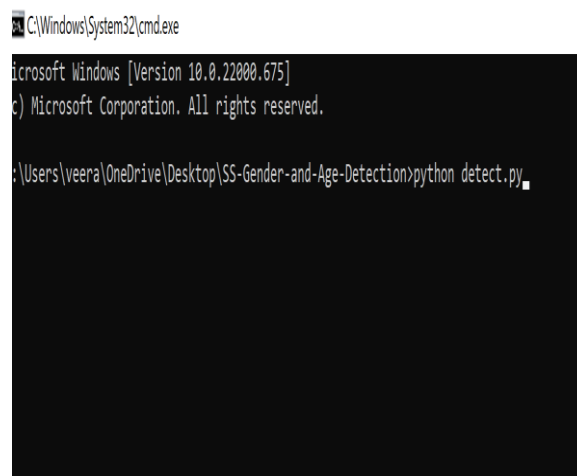 C:\Windows\System32\cmd.exe
icrosoft Windows [Version 10.0.22000.675]
c) Microsoft Corporation. All rights reserved.
:\Users\veera\OneDrive\Desktop\SS-Gender-and-Age-Detection>python detect.py